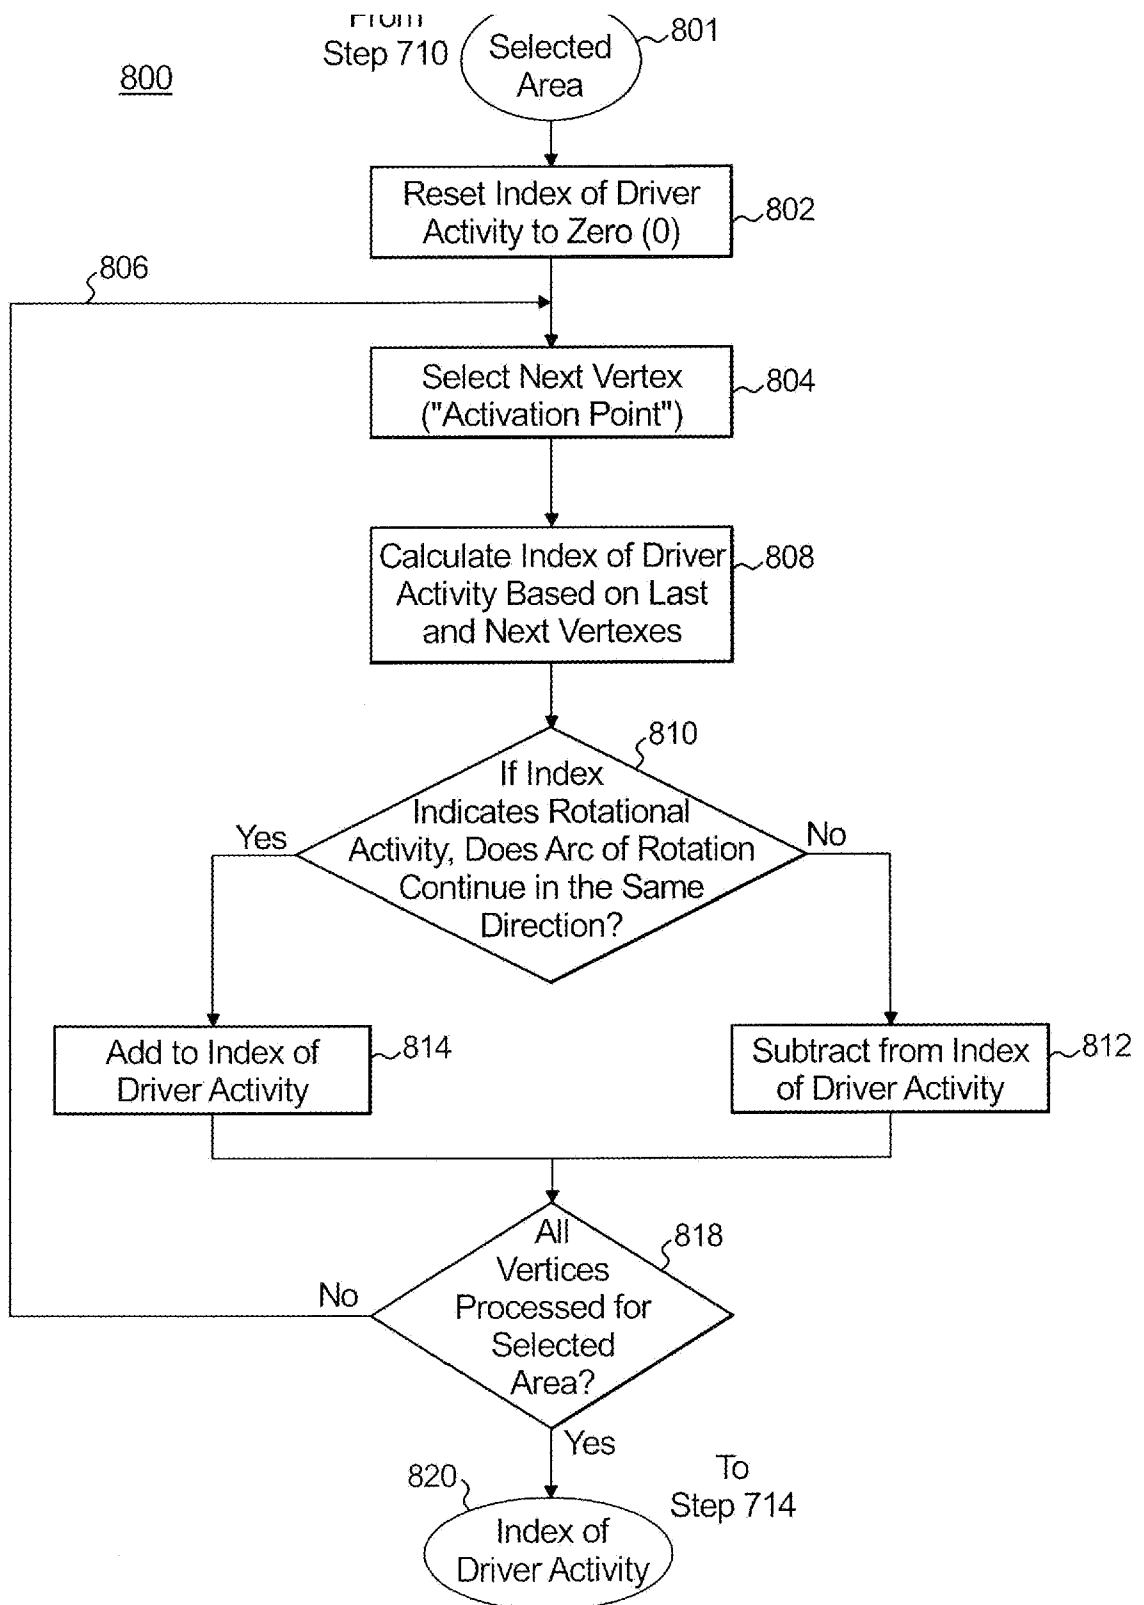 From
Step 710
Selected
Area
801
800
Reset Index of Driver
Activity to Zero (0)
802
806
Select Next Vertex
("Activation Point")
804
Calculate Index of Driver
Activity Based on Last
and Next Vertexes
808
810
If Index
Indicates Rotational
Activity, Does Arc of Rotation
Continue in the Same
Direction?
Yes
No
Add to Index of
Driver Activity
814
Subtract from Index
of Driver Activity
812
All
Vertices
Processed for
Selected
Area?
818
No
Yes
820
Index of
Driver Activity
To
Step 714